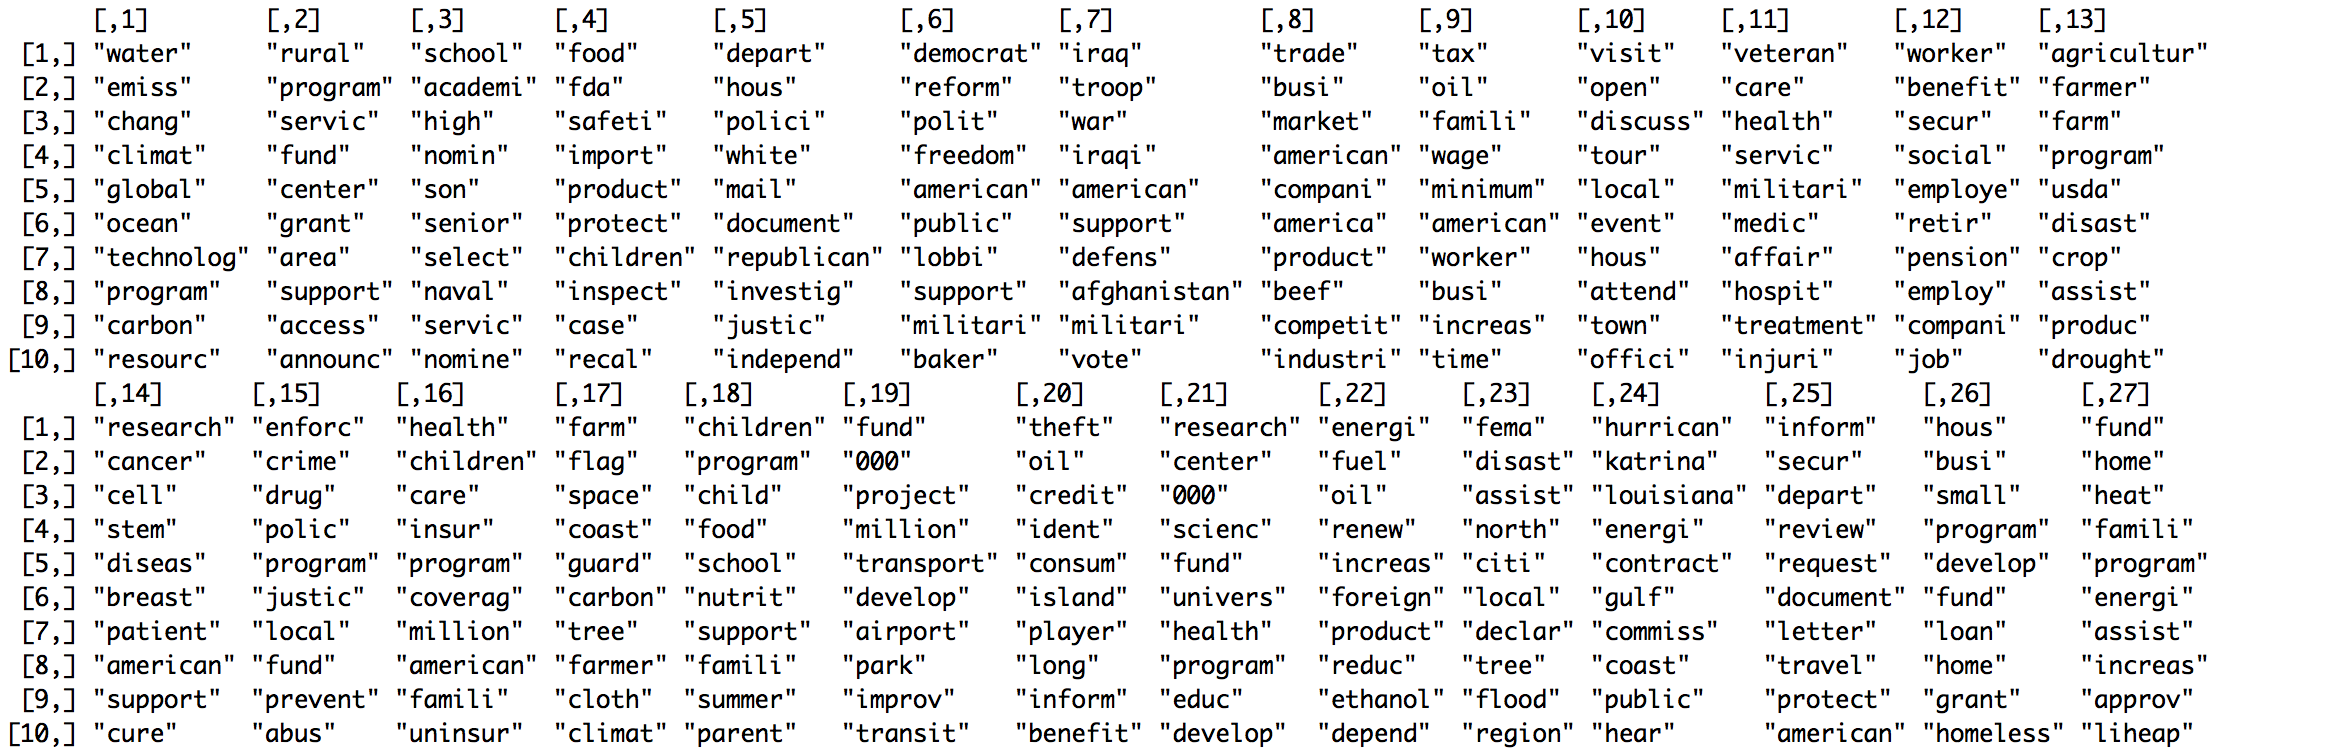 [,1] [,2] [,3] [,4] [,5] [,6] [,7] [,8] [,9] [,10] [,11] [,12] [,13]
[1,] "water" "rural" "school" "food" "depart" "democrat" "iraq" "trade" "tax" "visit" "veteran" "worker" "agricultur"
[2,] "emiss" "program" "academi" "fda" "hous" "reform" "troop" "busi" "oil" "open" "care" "benefit" "farmer"
[3,] "chang" "servic" "high" "safeti" "polici" "polit" "war" "market" "famili" "discuss" "health" "secur" "farm"
[4,] "climat" "fund" "nomin" "import" "white" "freedom" "iraqi" "american" "wage" "tour" "servic" "social" "program"
[5,] "global" "center" "son" "product" "mail" "american" "american" "compani" "minimum" "local" "militari" "employe" "usda"
[6,] "ocean" "grant" "senior" "protect" "document" "public" "support" "america" "american" "event" "medic" "retir" "disast"
[7,] "technolog" "area" "select" "children" "republican" "lobbi" "defens" "product" "worker" "hous" "affair" "pension" "crop"
[8,] "program" "support" "naval" "inspect" "investig" "support" "afghanistan" "beef" "busi" "attend" "hospit" "employ" "assist"
[9,] "carbon" "access" "servic" "case" "justic" "militari" "militari" "competit" "increas" "town" "treatment" "compani" "produc"
[10,] "resourc" "announc" "nomine" "recal" "independ" "baker" "vote" "industri" "time" "offici" "injuri" "job" "drought"
[,14] [,15] [,16] [,17] [,18] [,19] [,20] [,21] [,22] [,23] [,24] [,25] [,26] [,27]
[1,] "research" "enforc" "health" "farm" "children" "fund" "theft" "research" "energi" "fema" "hurrican" "inform" "hous" "fund"
[2,] "cancer" "crime" "children" "flag" "program" "000" "oil" "center" "fuel" "disast" "katrina" "secur" "busi" "home"
[3,] "cell" "drug" "care" "space" "child" "project" "credit" "000" "oil" "assist" "louisiana" "depart" "small" "heat"
[4,] "stem" "polic" "insur" "coast" "food" "million" "ident" "scienc" "renew" "north" "energi" "review" "program" "famili"
[5,] "diseas" "program" "program" "guard" "school" "transport" "consum" "fund" "increas" "citi" "contract" "request" "develop" "program"
[6,] "breast" "justic" "coverag" "carbon" "nutrit" "develop" "island" "univers" "foreign" "local" "gulf" "document" "fund" "energi"
[7,] "patient" "local" "million" "tree" "support" "airport" "player" "health" "product" "declar" "commiss" "letter" "loan" "assist"
[8,] "american" "fund" "american" "farmer" "famili" "park" "long" "program" "reduc" "tree" "coast" "travel" "home" "increas"
[9,] "support" "prevent" "famili" "cloth" "summer" "improv" "inform" "educ" "ethanol" "flood" "public" "protect" "grant" "approv"
[10,] "cure" "abus" "uninsur" "climat" "parent" "transit" "benefit" "develop" "depend" "region" "hear" "american" "homeless" "liheap"